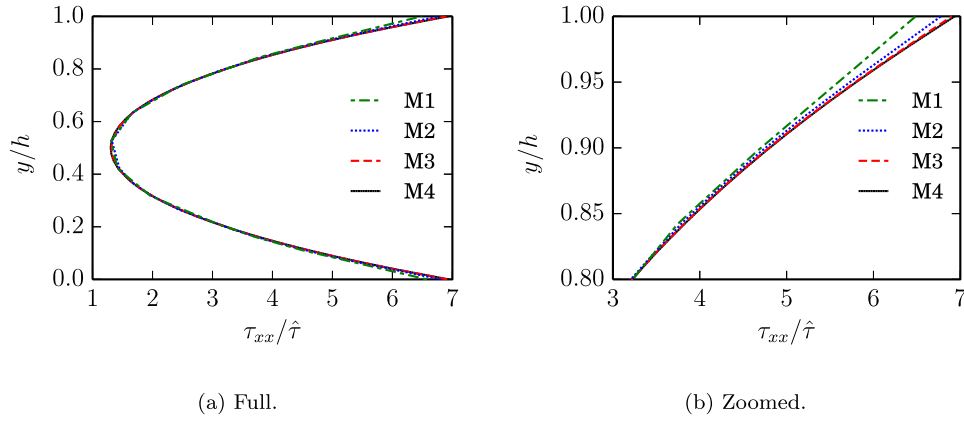 1.0
0.8
0.6
0.4
0.2
0.0
y/h
1 2 3 4 5 6 7
τxx/τ̂
M1
M2
M3
M4
(a) Full.
1.00
0.95
0.90
0.85
0.80
y/h
3 4 5 6 7
τxx/τ̂
M1
M2
M3
M4
(b) Zoomed.